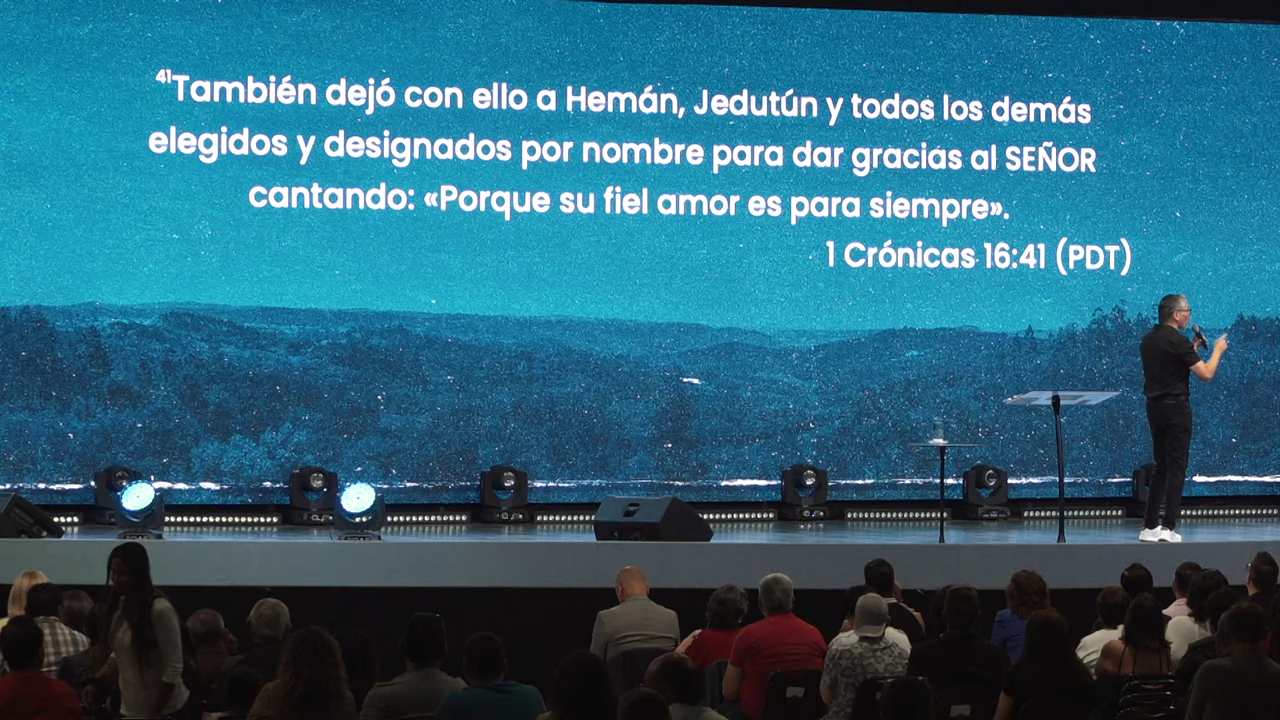 ⁴¹También dejó con ello a Hemán, Jedutún y todos los demás
elegidos y designados por nombre para dar gracias al SEÑOR
cantando: «Porque su fiel amor es para siempre».
1 Crónicas 16:41 (PDT)